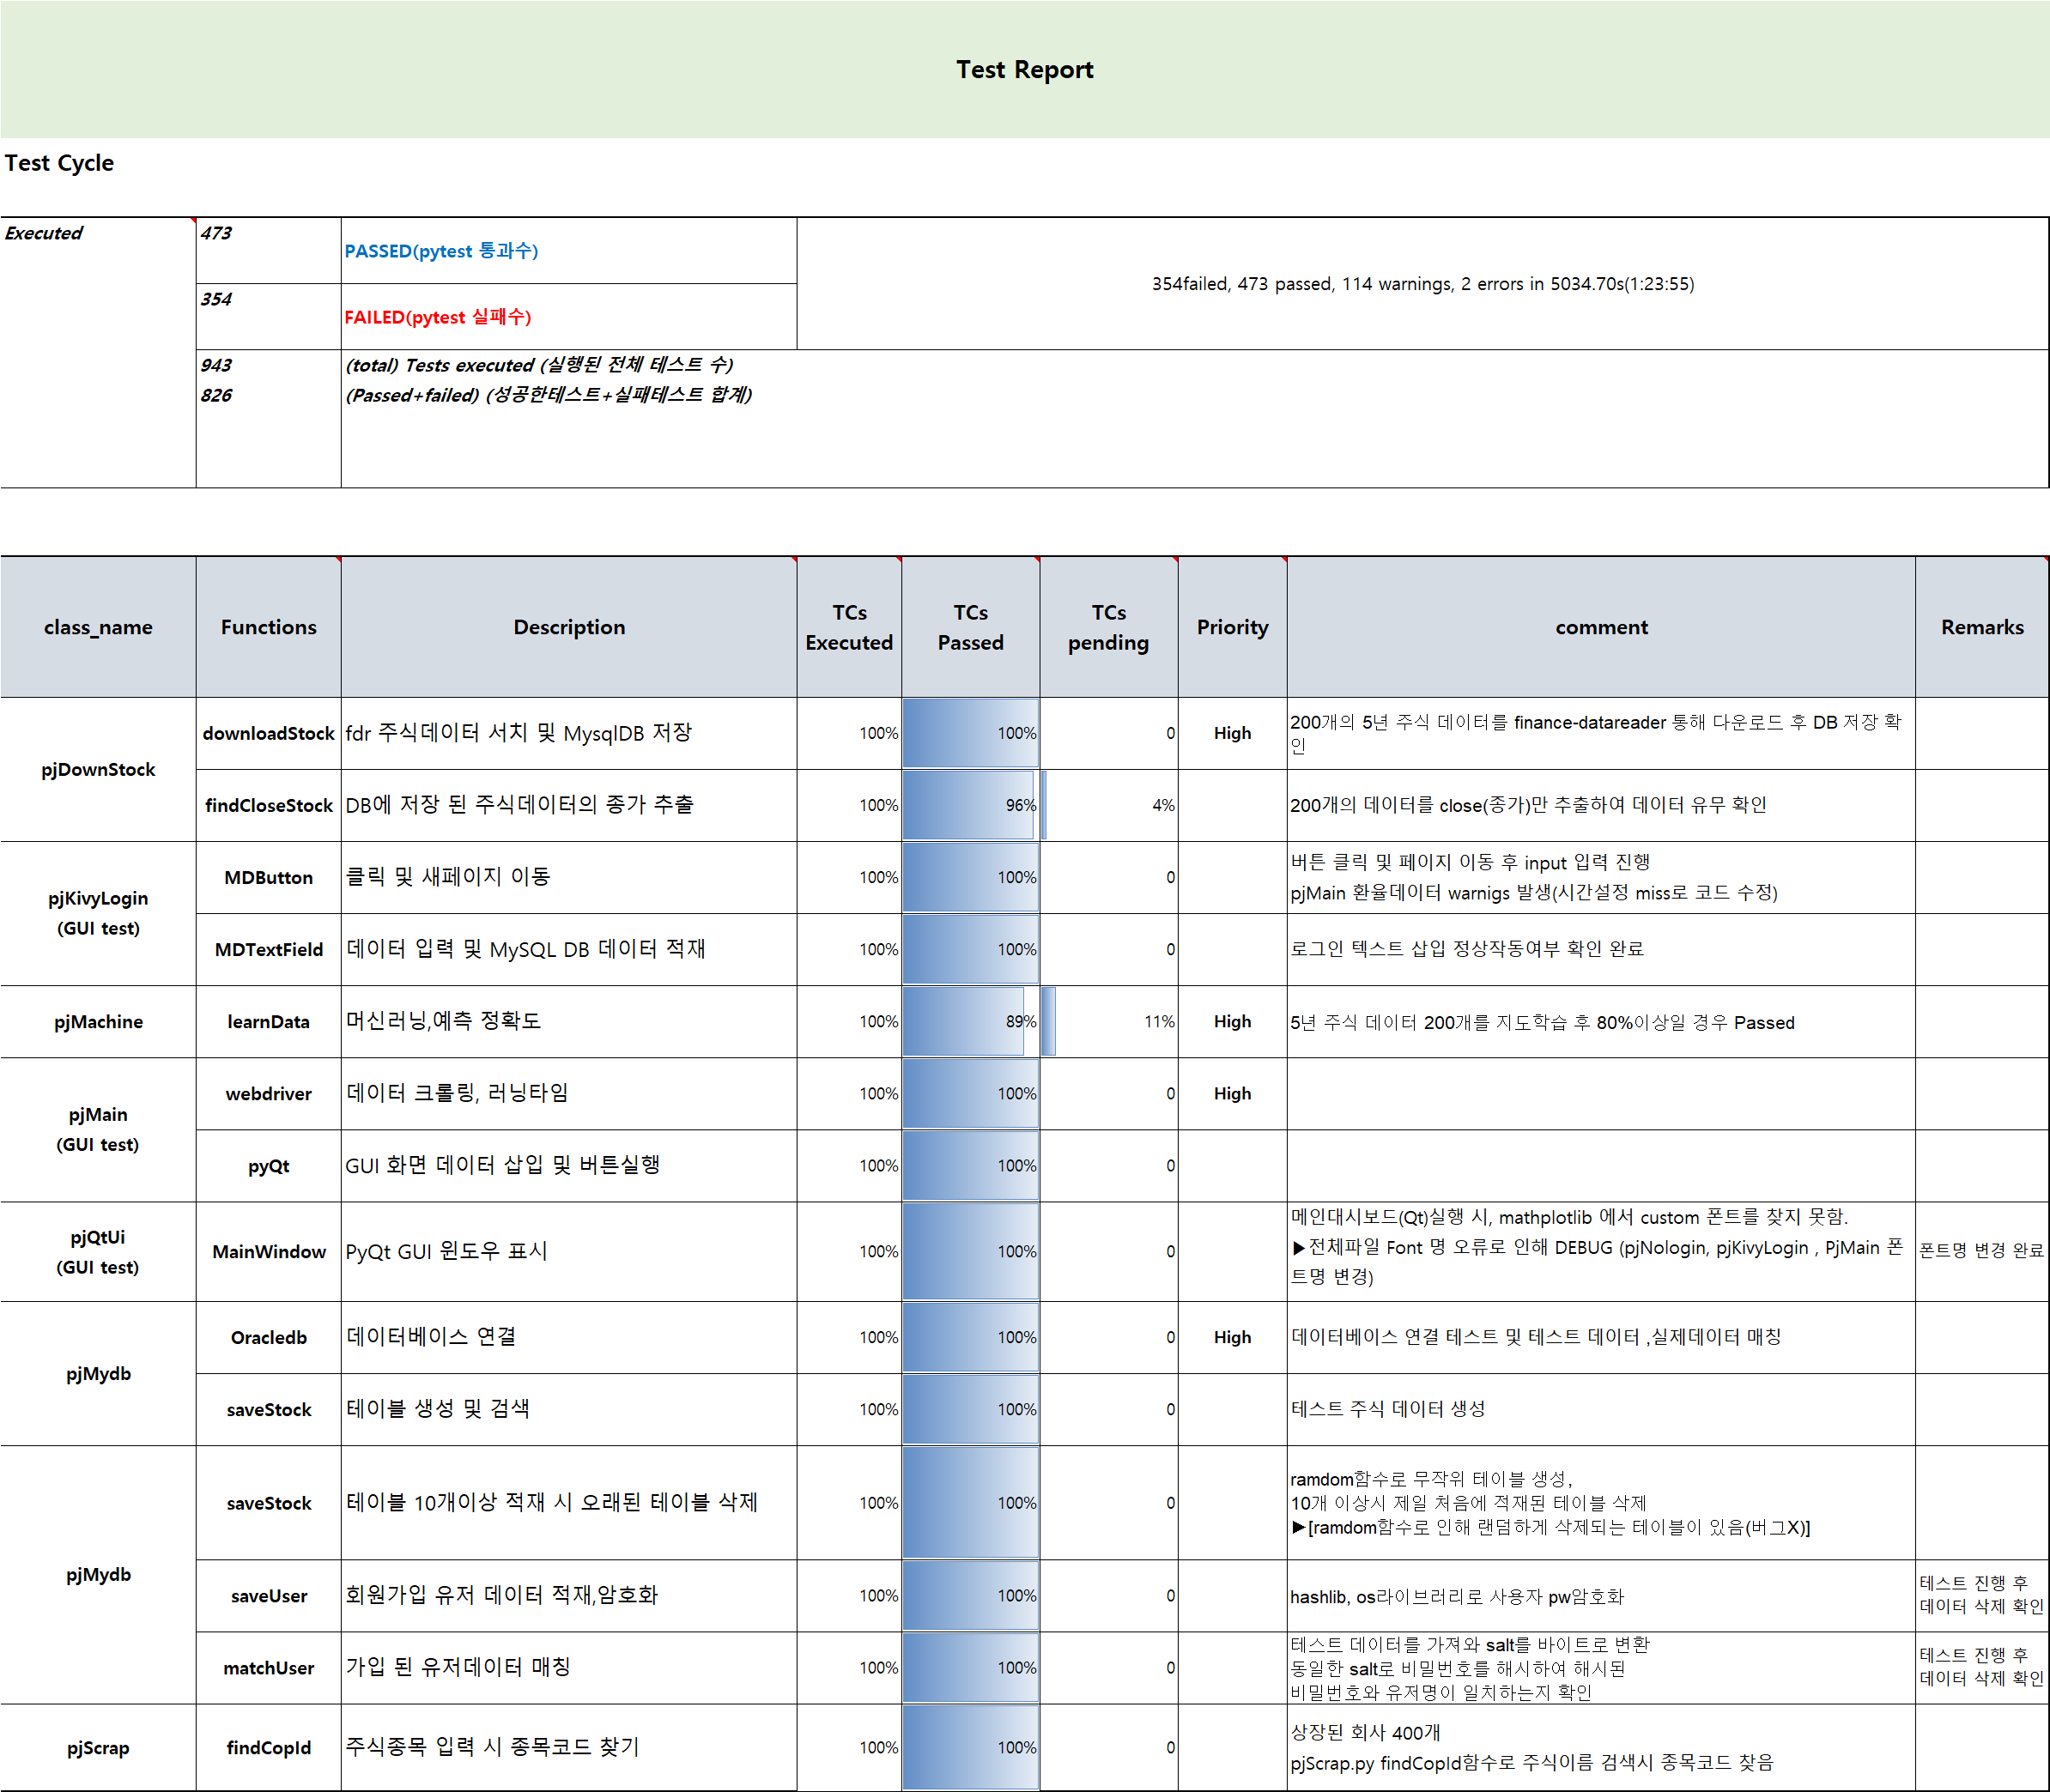 Test Report
Test Cycle
Executed
473
PASSED(pytest 통과수)
354failed, 473 passed, 114 warnings, 2 errors in 5034.70s(1:23:55)
354
FAILED(pytest 실패수)
943
(total) Tests executed (실행된 전체 테스트 수)
826
(Passed+failed) (성공한테스트+실패테스트 합계)
class_name
Functions
Description
TCs
Executed
TCs
Passed
TCs
pending
Priority
comment
Remarks
pjDownStock
downloadStock
fdr 주식데이터 서치 및 MysqlDB 저장
100%
100%
0
High
200개의 5년 주식 데이터를 finance-datareader 통해 다운로드 후 DB 저장 확
인
findCloseStock
DB에 저장 된 주식데이터의 종가 추출
100%
96%
4%
200개의 데이터를 close(종가)만 추출하여 데이터 유무 확인
pjKivyLogin
(GUI test)
MDButton
클릭 및 새페이지 이동
100%
100%
0
버튼 클릭 및 페이지 이동 후 input 입력 진행
pjMain 환율데이터 warnigs 발생(시간설정 miss로 코드 수정)
MDTextField
데이터 입력 및 MySQL DB 데이터 적재
100%
100%
0
로그인 텍스트 삽입 정상작동여부 확인 완료
pjMachine
learnData
머신러닝,예측 정확도
100%
89%
11%
High
5년 주식 데이터 200개를 지도학습 후 80%이상일 경우 Passed
pjMain
(GUI test)
webdriver
데이터 크롤링, 러닝타임
100%
100%
0
High
pyQt
GUI 화면 데이터 삽입 및 버튼실행
100%
100%
0
pjQtUi
(GUI test)
MainWindow
PyQt GUI 윈도우 표시
100%
100%
0
메인대시보드(Qt)실행 시, mathplotlib 에서 custom 폰트를 찾지 못함.
▶전체파일 Font 명 오류로 인해 DEBUG (pjNologin, pjKivyLogin , PjMain 폰
트명 변경)
폰트명 변경 완료
pjMydb
Oracledb
데이터베이스 연결
100%
100%
0
High
데이터베이스 연결 테스트 및 테스트 데이터 ,실제데이터 매칭
saveStock
테이블 생성 및 검색
100%
100%
0
테스트 주식 데이터 생성
pjMydb
saveStock
테이블 10개이상 적재 시 오래된 테이블 삭제
100%
100%
0
ramdom함수로 무작위 테이블 생성,
10개 이상시 제일 처음에 적재된 테이블 삭제
▶[ramdom함수로 인해 랜덤하게 삭제되는 테이블이 있음(버그X)]
saveUser
회원가입 유저 데이터 적재,암호화
100%
100%
0
hashlib, os라이브러리로 사용자 pw암호화
테스트 진행 후
데이터 삭제 확인
matchUser
가입 된 유저데이터 매칭
100%
100%
0
테스트 데이터를 가져와 salt를 바이트로 변환
동일한 salt로 비밀번호를 해시하여 해시된
비밀번호와 유저명이 일치하는지 확인
테스트 진행 후
데이터 삭제 확인
pjScrap
findCopId
주식종목 입력 시 종목코드 찾기
100%
100%
0
상장된 회사 400개
pjScrap.py findCopId함수로 주식이름 검색시 종목코드 찾음